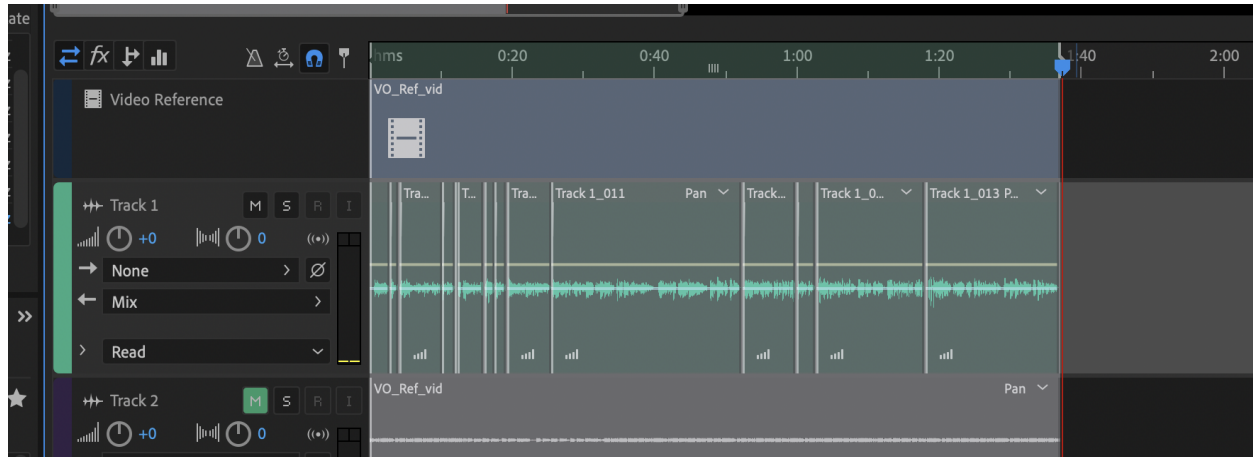 ate
fx
hms 0:20 0:40 1:00 1:20 1:40 2:00
Video Reference
VO_Ref_vid
Tra... T... Tra... Track 1_011 Pan Track... Track 1_0... Track 1_013 P...
Track 1 M S R I
+0 0
None
Mix
Read
VO_Ref_vid Pan
Track 2 M S R I
+0 0